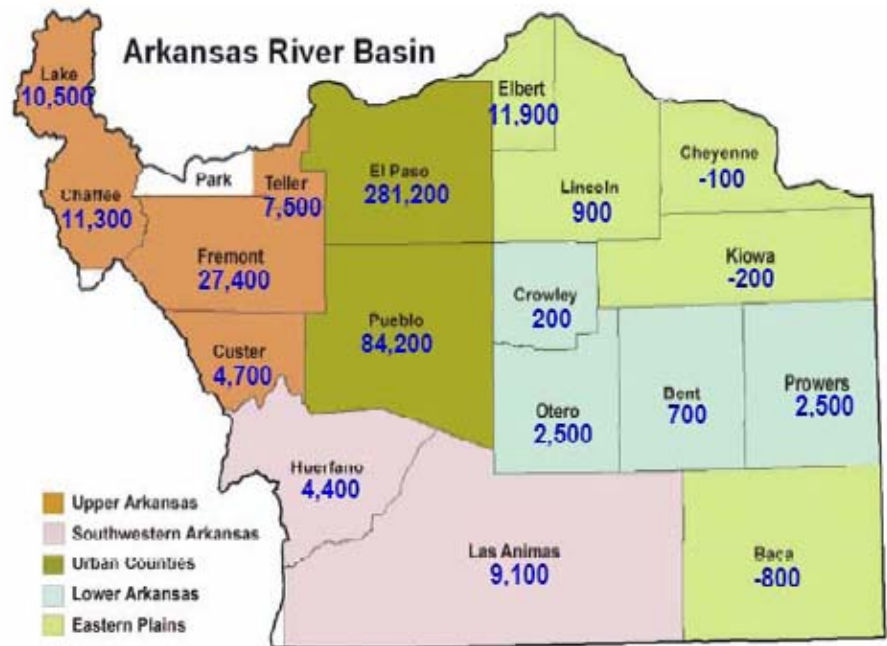 Arkansas River Basin
Lake
10,500
Elbert
11,900
Cheyenne
-100
Park
Teller
7,500
El Paso
281,200
Lincoln
900
Chaffee
11,300
Fremont
27,400
Kiowa
-200
Crowley
200
Pueblo
84,200
Custer
4,700
Otero
2,500
Bent
700
Prowers
2,500
Huerfano
4,400
Las Animas
9,100
Baca
-800
Upper Arkansas
Southwestern Arkansas
Urban Counties
Lower Arkansas
Eastern Plains